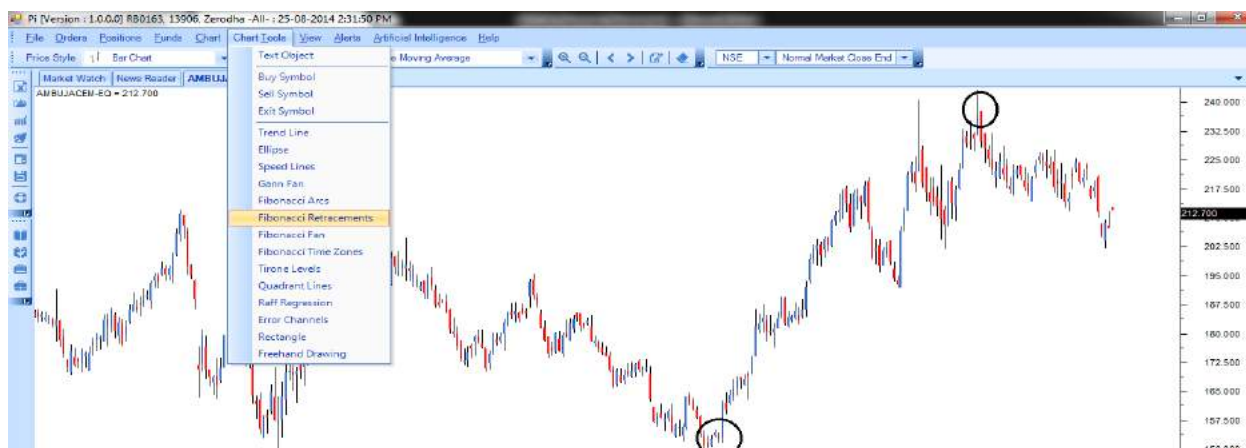 Pi [Version : 1.0.0.0] RB0163, 13906, Zerodha -All- : 25-08-2014 2:31:50 PM
File Orders Positions Funds Chart Chart Tools View Alerts Artificial Intelligence Help
Price Style Bar Chart e Moving Average NSE Normal Market Close End
Market Watch News Reader AMBUJA
AMBUJACEM-EQ = 212.700
Text Object
Buy Symbol
Sell Symbol
Exit Symbol
Trend Line
Ellipse
Speed Lines
Gann Fan
Fibonacci Arcs
Fibonacci Retracements
Fibonacci Fan
Fibonacci Time Zones
Tirone Levels
Quadrant Lines
Raff Regression
Error Channels
Rectangle
Freehand Drawing
240.000
232.500
225.000
217.500
212.700
202.500
195.000
187.500
180.000
172.500
165.000
157.500